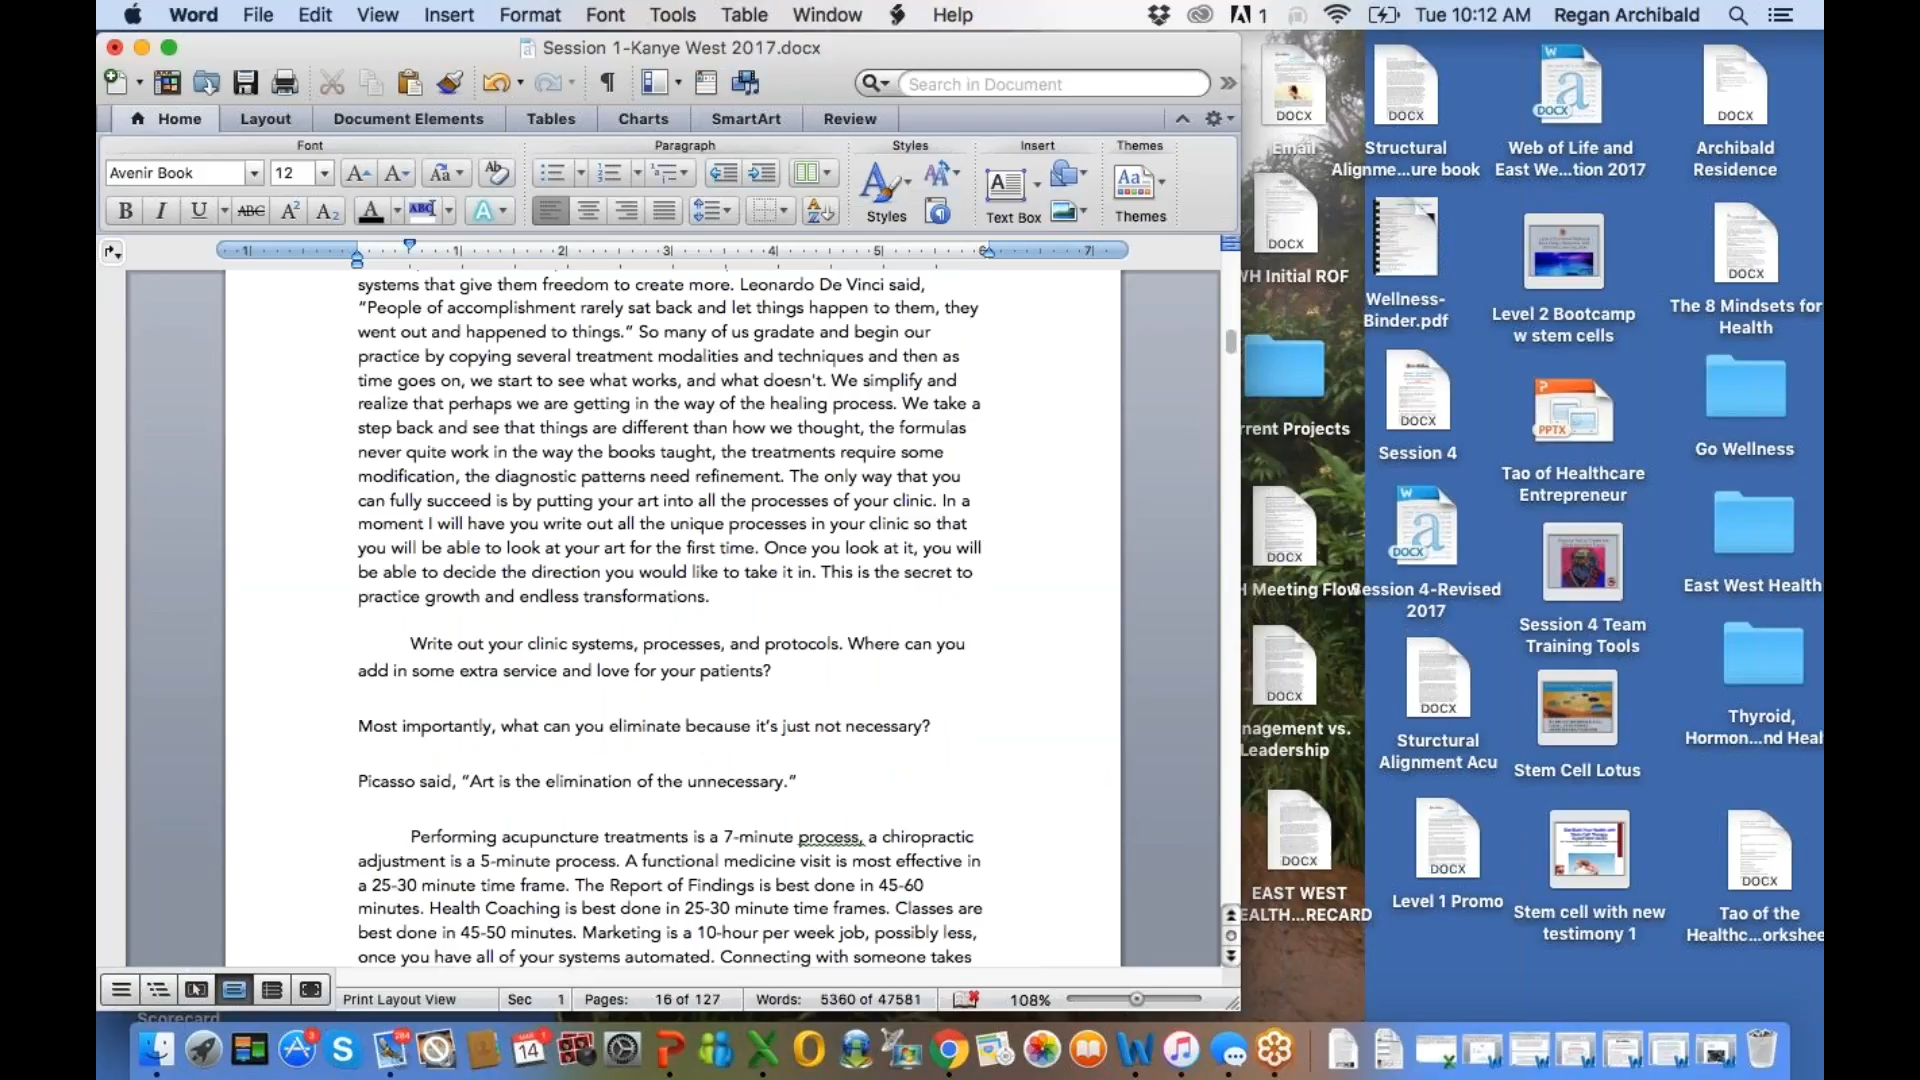 Word File Edit View Insert Format Font Tools Table Window Help 1 Tue 10:12 AM Regan Archibald
Session 1-Kanye West 2017.docx
Search in Document
Home Layout Document Elements Tables Charts SmartArt Review
Font Paragraph Styles Insert Themes
Avenir Book 12
Styles Text Box Themes
systems that give them freedom to create more. Leonardo De Vinci said,
“People of accomplishment rarely sat back and let things happen to them, they
went out and happened to things.” So many of us gradate and begin our
practice by copying several treatment modalities and techniques and then as
time goes on, we start to see what works, and what doesn't. We simplify and
realize that perhaps we are getting in the way of the healing process. We take a
step back and see that things are different than how we thought, the formulas
never quite work in the way the books taught, the treatments require some
modification, the diagnostic patterns need refinement. The only way that you
can fully succeed is by putting your art into all the processes of your clinic. In a
moment I will have you write out all the unique processes in your clinic so that
you will be able to look at your art for the first time. Once you look at it, you will
be able to decide the direction you would like to take it in. This is the secret to
practice growth and endless transformations.
Write out your clinic systems, processes, and protocols. Where can you
add in some extra service and love for your patients?
Most importantly, what can you eliminate because it’s just not necessary?
Picasso said, “Art is the elimination of the unnecessary.”
Performing acupuncture treatments is a 7-minute process, a chiropractic
adjustment is a 5-minute process. A functional medicine visit is most effective in
a 25-30 minute time frame. The Report of Findings is best done in 45-60
minutes. Health Coaching is best done in 25-30 minute time frames. Classes are
best done in 45-50 minutes. Marketing is a 10-hour per week job, possibly less,
once you have all of your systems automated. Connecting with someone takes
Print Layout View Sec 1 Pages: 16 of 127 Words: 5360 of 47581 108%
Scorecard
Email
WH Initial ROF
rrent Projects
H Meeting Flow
nagement vs.
Leadership
EAST WEST
EALTH...RECARD
Structural
Alignme...ure book
Wellness-
Binder.pdf
Session 4
Session 4-Revised
2017
Sturctural
Alignment Acu
Level 1 Promo
Web of Life and
East We...tion 2017
Level 2 Bootcamp
w stem cells
Tao of Healthcare
Entrepreneur
Session 4 Team
Training Tools
Stem Cell Lotus
Stem cell with new
testimony 1
Archibald
Residence
The 8 Mindsets for
Health
Go Wellness
East West Health
Thyroid,
Hormon...nd Heal
Tao of the
Healthc...orkshee